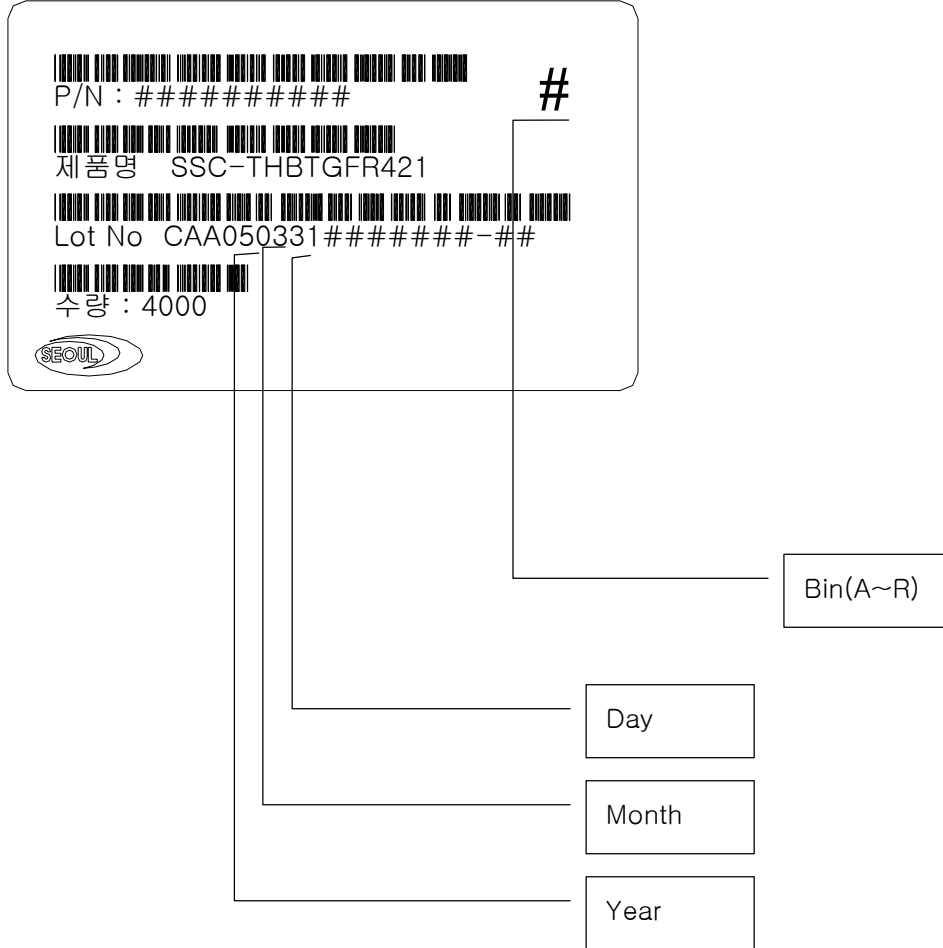 P/N : ##########
#
제품명 SSC-THBTGFR421
Lot No CAA050331#######-##
수량 : 4000
SEOUL
Bin(A~R)
Day
Month
Year